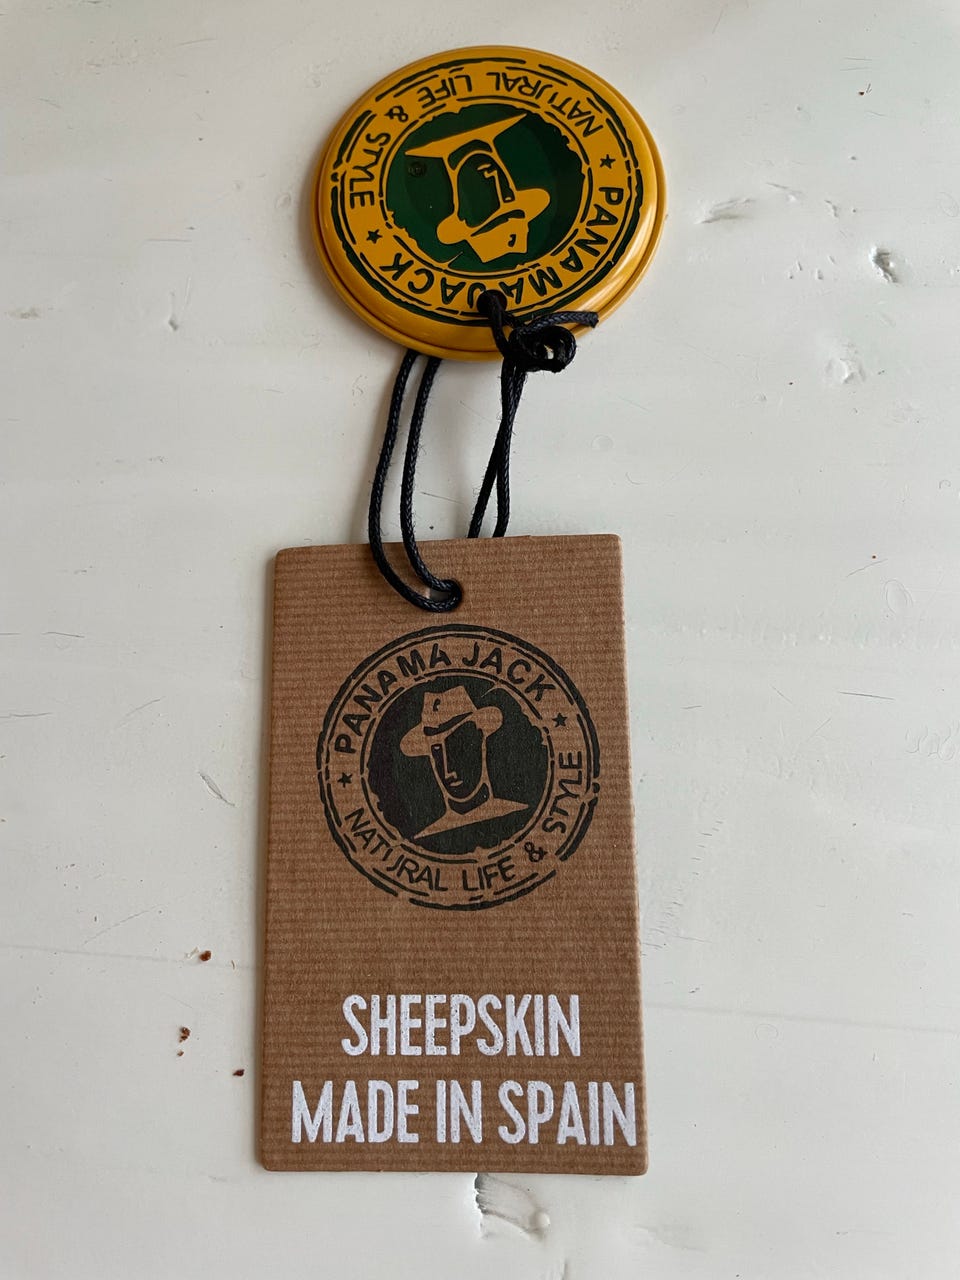 PANAMA JACK
NATURAL LIFE & STYLE
PANAMA JACK
NATURAL LIFE & STYLE
SHEEPSKIN
MADE IN SPAIN